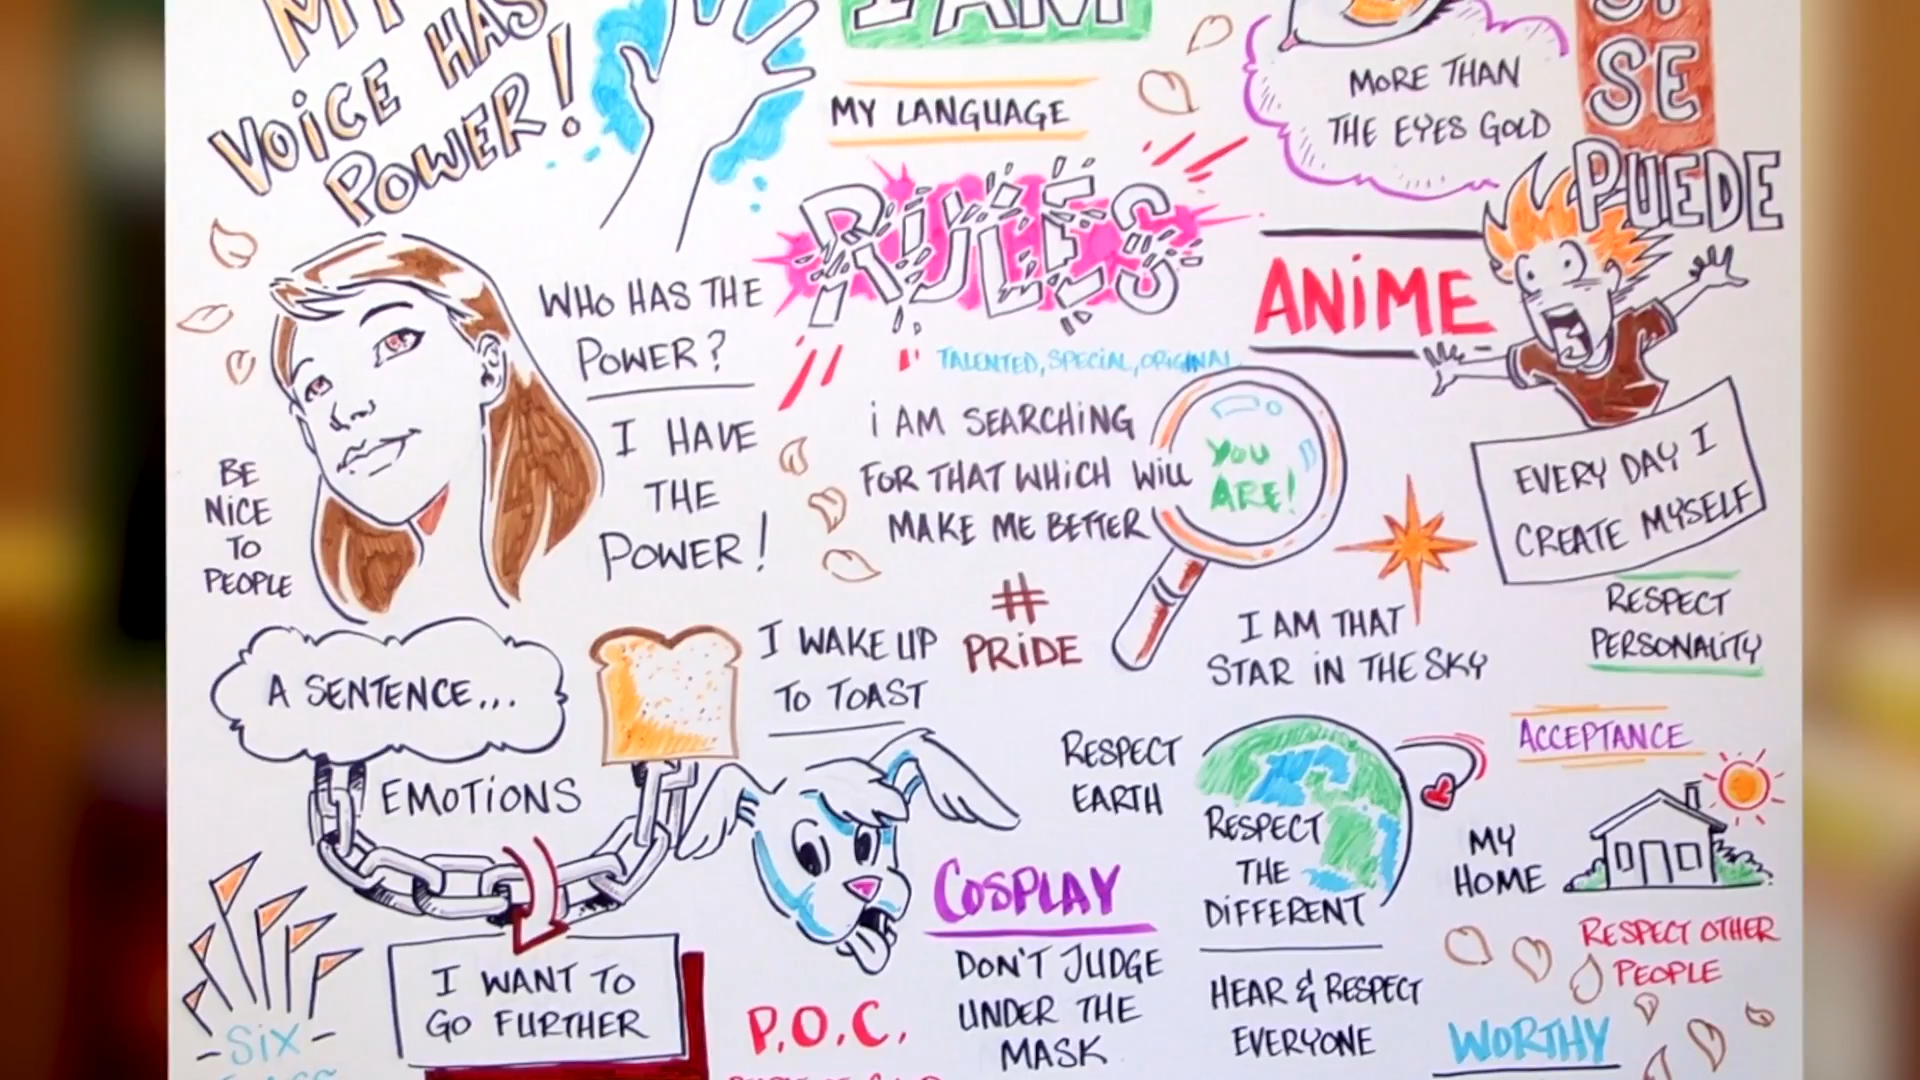 MY
VOICE HAS
POWER!
I AM
MY LANGUAGE
MORE THAN
THE EYES GOLD
SI
SE
PUEDE
RULES
ANIME
WHO HAS THE
POWER?
I HAVE
THE
POWER!
TALENTED, SPECIAL, ORIGINAL
I AM SEARCHING
FOR THAT WHICH WILL
MAKE ME BETTER
YOU
ARE!
EVERY DAY I
CREATE MYSELF
BE
NICE
TO
PEOPLE
#
PRIDE
I AM THAT
STAR IN THE SKY
RESPECT
PERSONALITY
A SENTENCE...
I WAKE UP
TO TOAST
EMOTIONS
RESPECT
EARTH
RESPECT
THE
DIFFERENT
ACCEPTANCE
MY
HOME
COSPLAY
DON'T JUDGE
UNDER THE
MASK
HEAR & RESPECT
EVERYONE
RESPECT OTHER
PEOPLE
WORTHY
I WANT TO
GO FURTHER
P.O.C.
-SIX-